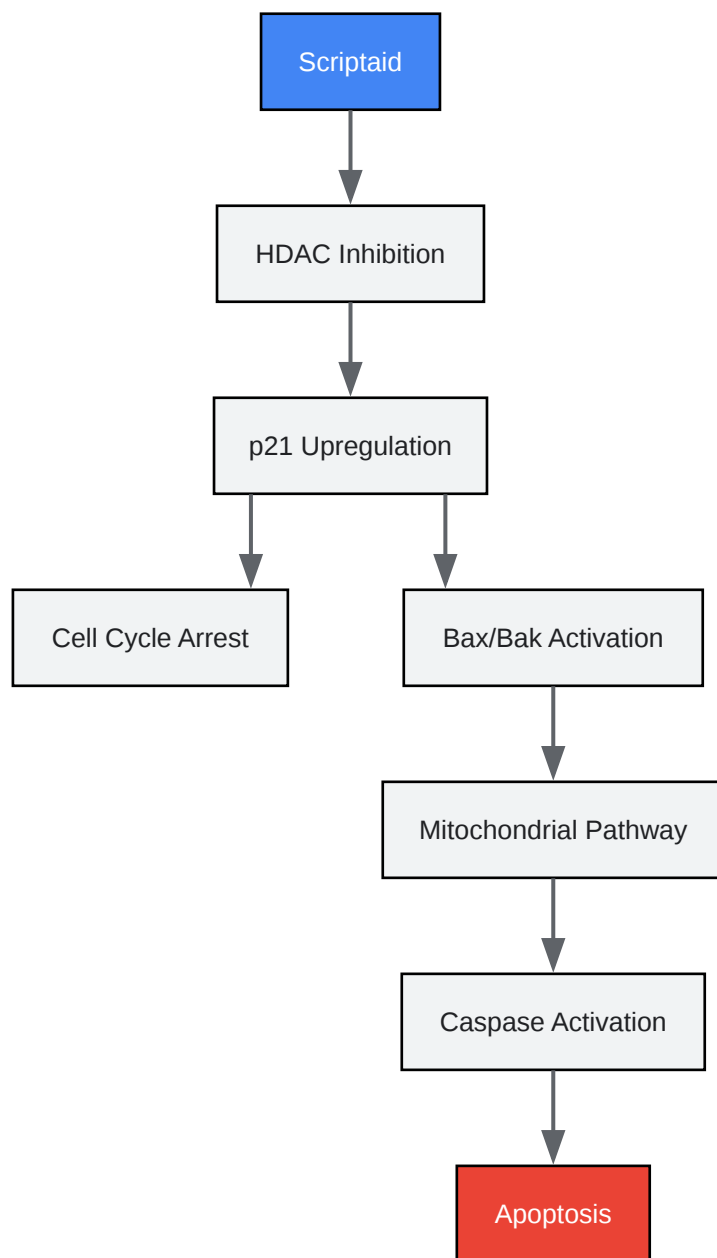 Scriptaid
HDAC Inhibition
p21 Upregulation
Cell Cycle Arrest
Bax/Bak Activation
Mitochondrial Pathway
Caspase Activation
Apoptosis